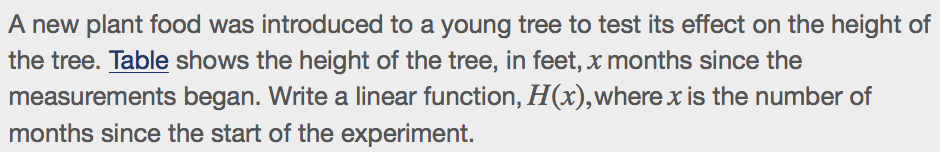 A new plant food was introduced to a young tree to test its effect on the height of
the tree. Table shows the height of the tree, in feet, x months since the
measurements began. Write a linear function, H(x), where x is the number of
months since the start of the experiment.